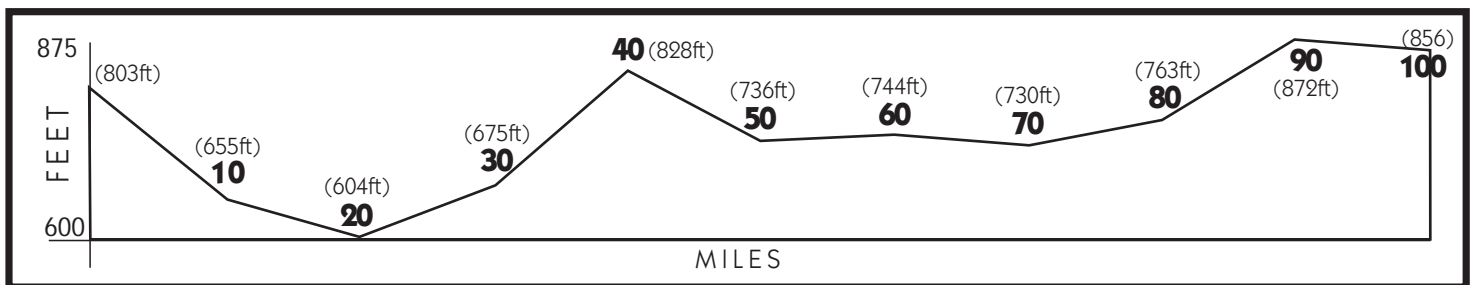 875
(803ft)
FEET
600
(655ft)
10
(604ft)
20
(675ft)
30
40 (828ft)
(736ft)
50
(744ft)
60
(730ft)
70
(763ft)
80
90
(872ft)
(856)
100
MILES